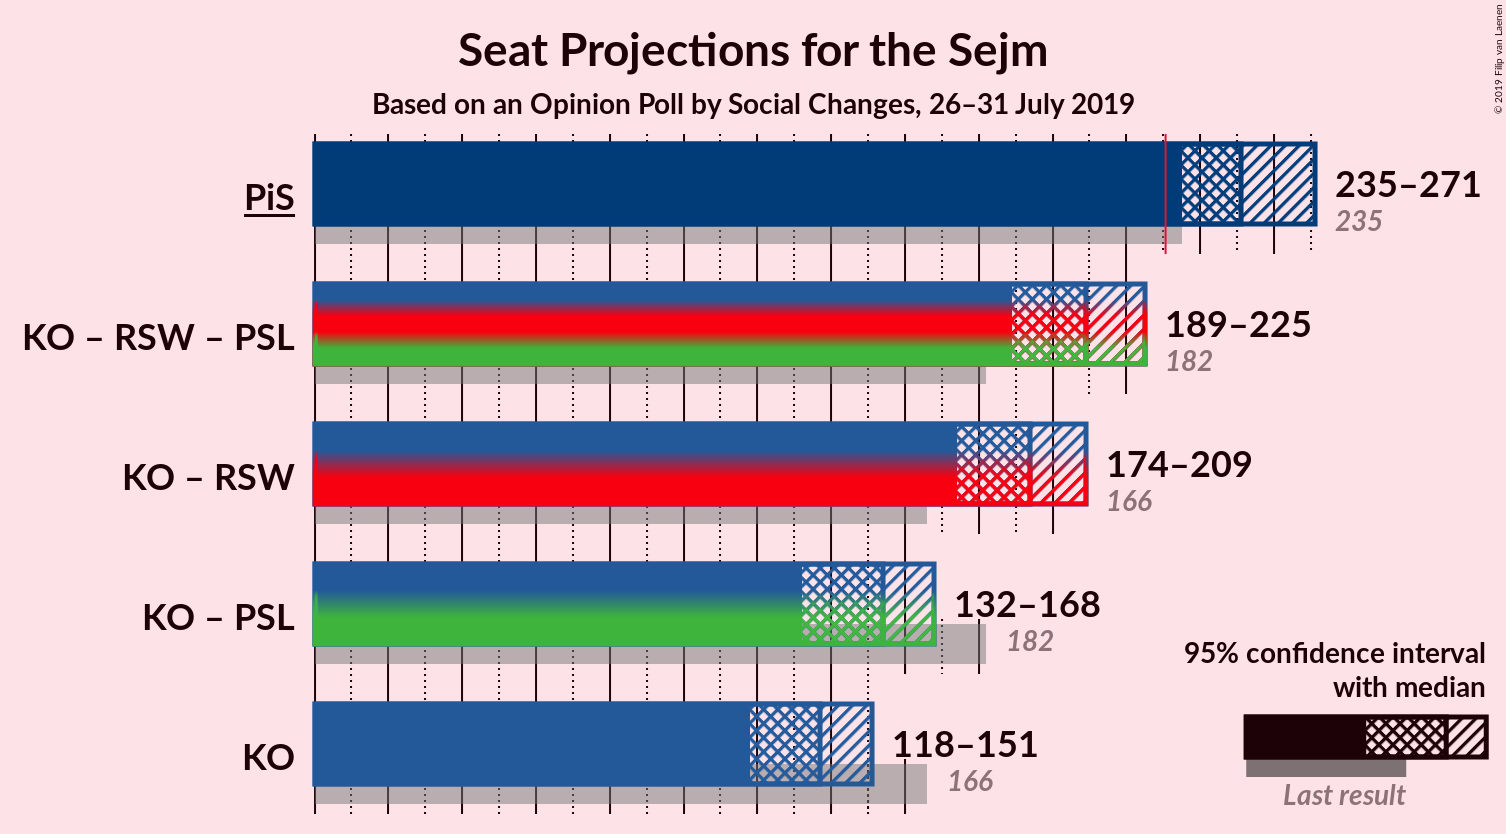 Seat Projections for the Sejm
Based on an Opinion Poll by Social Changes, 26–31 July 2019
© 2019 Filip van Laenen
PiS
235–271
235
KO – RSW – PSL
189–225
182
KO – RSW
174–209
166
KO – PSL
132–168
182
KO
118–151
166
95% confidence interval
with median
Last result